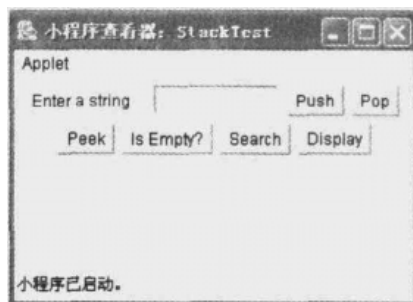 小程序查看器: StackTest
Applet
Enter a string Push Pop
Peek Is Empty? Search Display
小程序已启动。